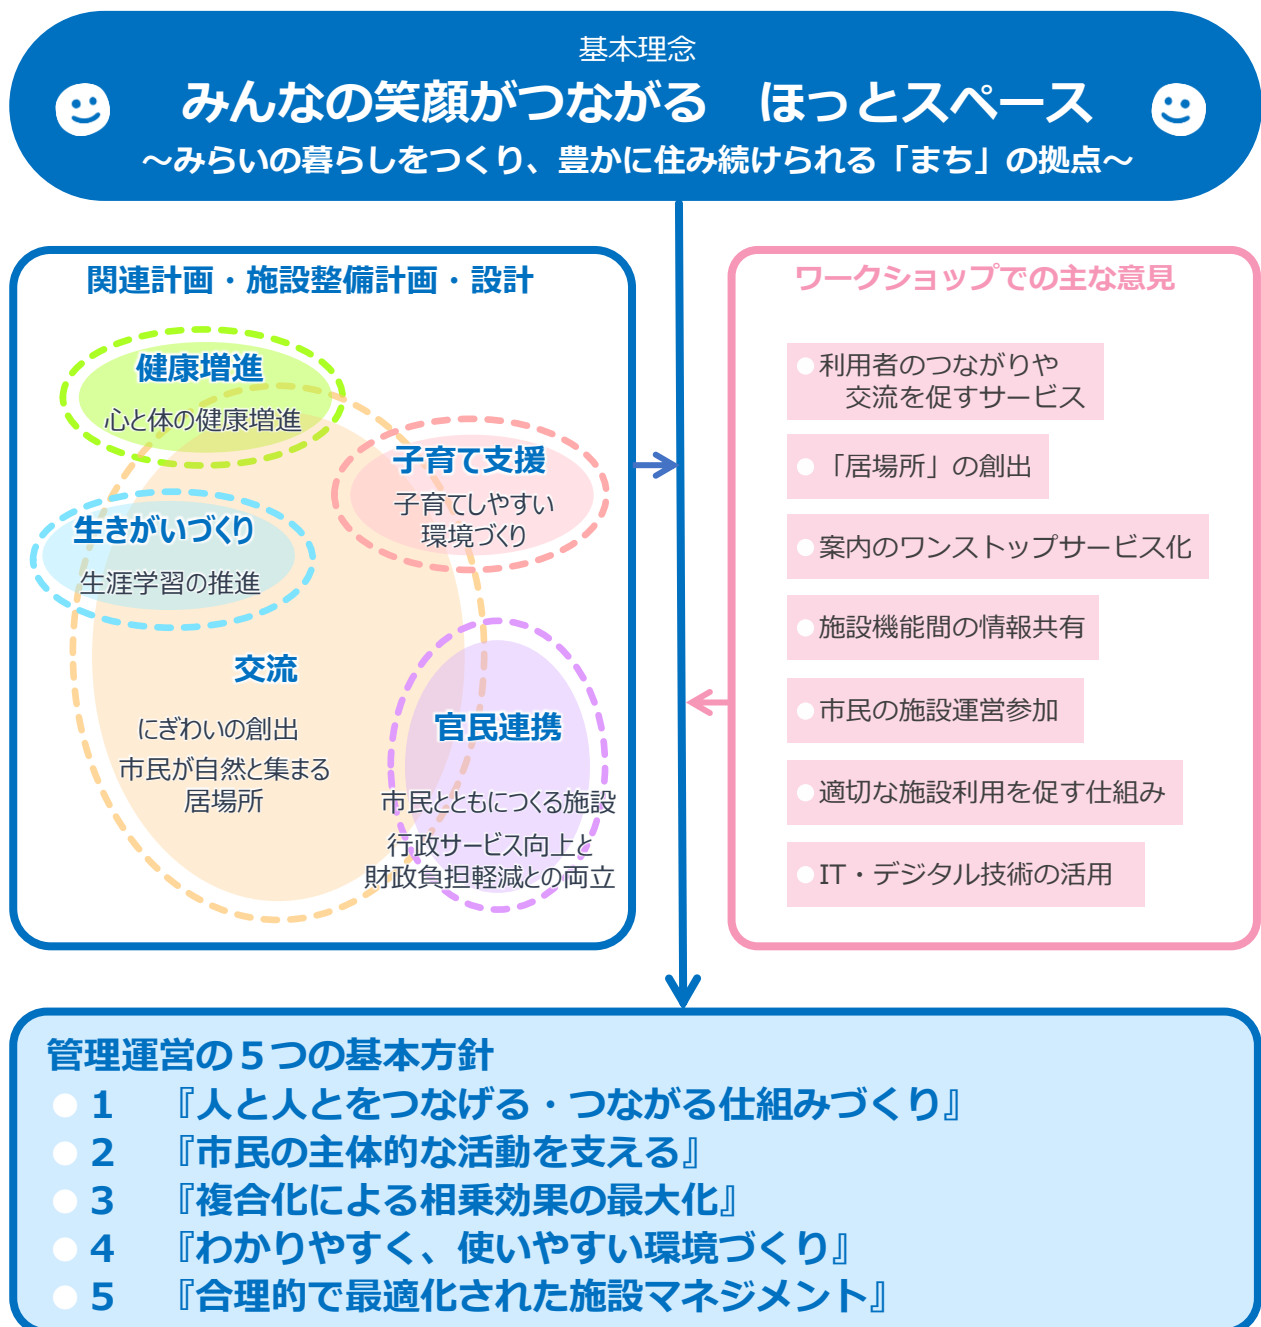 基本理念
みんなの笑顔がつながる　ほっとスペース
～みらいの暮らしをつくり、豊かに住み続けられる「まち」の拠点～
関連計画・施設整備計画・設計
健康増進
心と体の健康増進
子育て支援
子育てしやすい
環境づくり
生きがいづくり
生涯学習の推進
交流
にぎわいの創出
市民が自然と集まる
居場所
官民連携
市民とともにつくる施設
行政サービス向上と
財政負担軽減との両立
ワークショップでの主な意見
●利用者のつながりや
交流を促すサービス
●「居場所」の創出
●案内のワンストップサービス化
●施設機能間の情報共有
●市民の施設運営参加
●適切な施設利用を促す仕組み
●IT・デジタル技術の活用
管理運営の５つの基本方針
●1　『人と人とをつなげる・つながる仕組みづくり』
●2　『市民の主体的な活動を支える』
●3　『複合化による相乗効果の最大化』
●4　『わかりやすく、使いやすい環境づくり』
●5　『合理的で最適化された施設マネジメント』